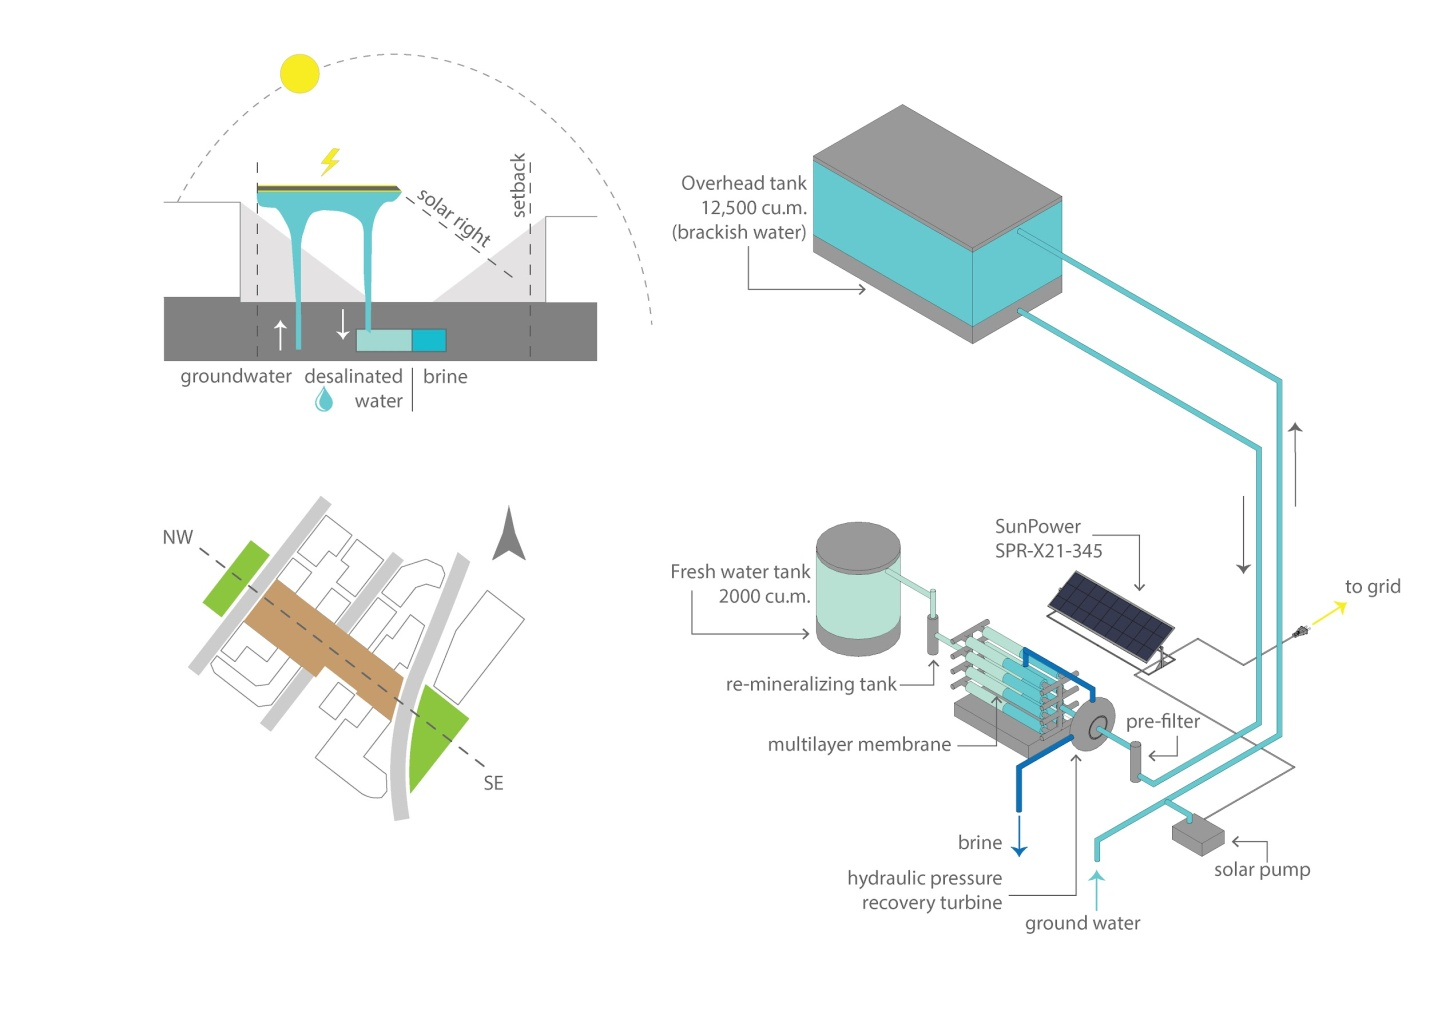 setback
solar right
groundwater
desalinated
water
brine
NW
SE
Overhead tank
12,500 cu.m.
(brackish water)
SunPower
SPR-X21-345
to grid
Fresh water tank
2000 cu.m.
re-mineralizing tank
multilayer membrane
pre-filter
brine
solar pump
hydraulic pressure
recovery turbine
ground water